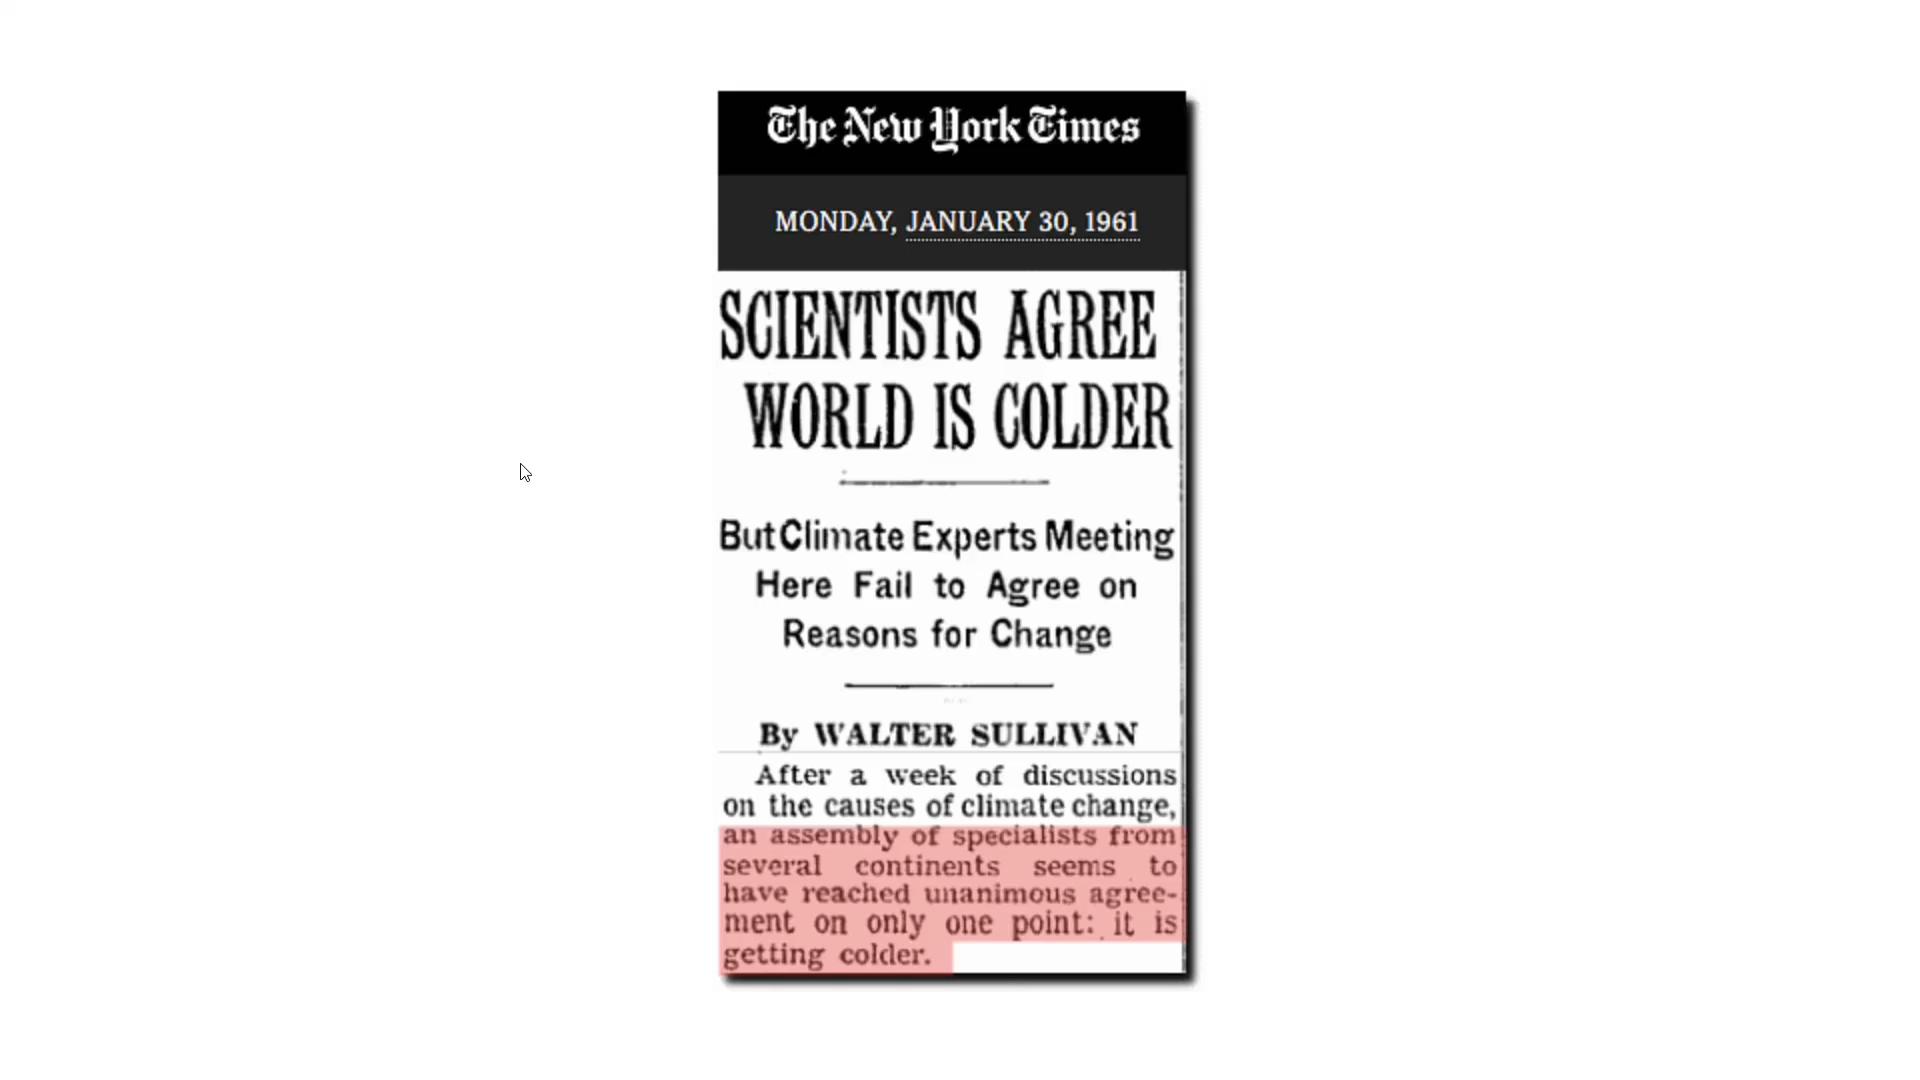 The New York Times
MONDAY, JANUARY 30, 1961
SCIENTISTS AGREE
WORLD IS COLDER
But Climate Experts Meeting
Here Fail to Agree on
Reasons for Change
By WALTER SULLIVAN
After a week of discussions
on the causes of climate change,
an assembly of specialists from
several continents seems to
have reached unanimous agree-
ment on only one point: it is
getting colder.